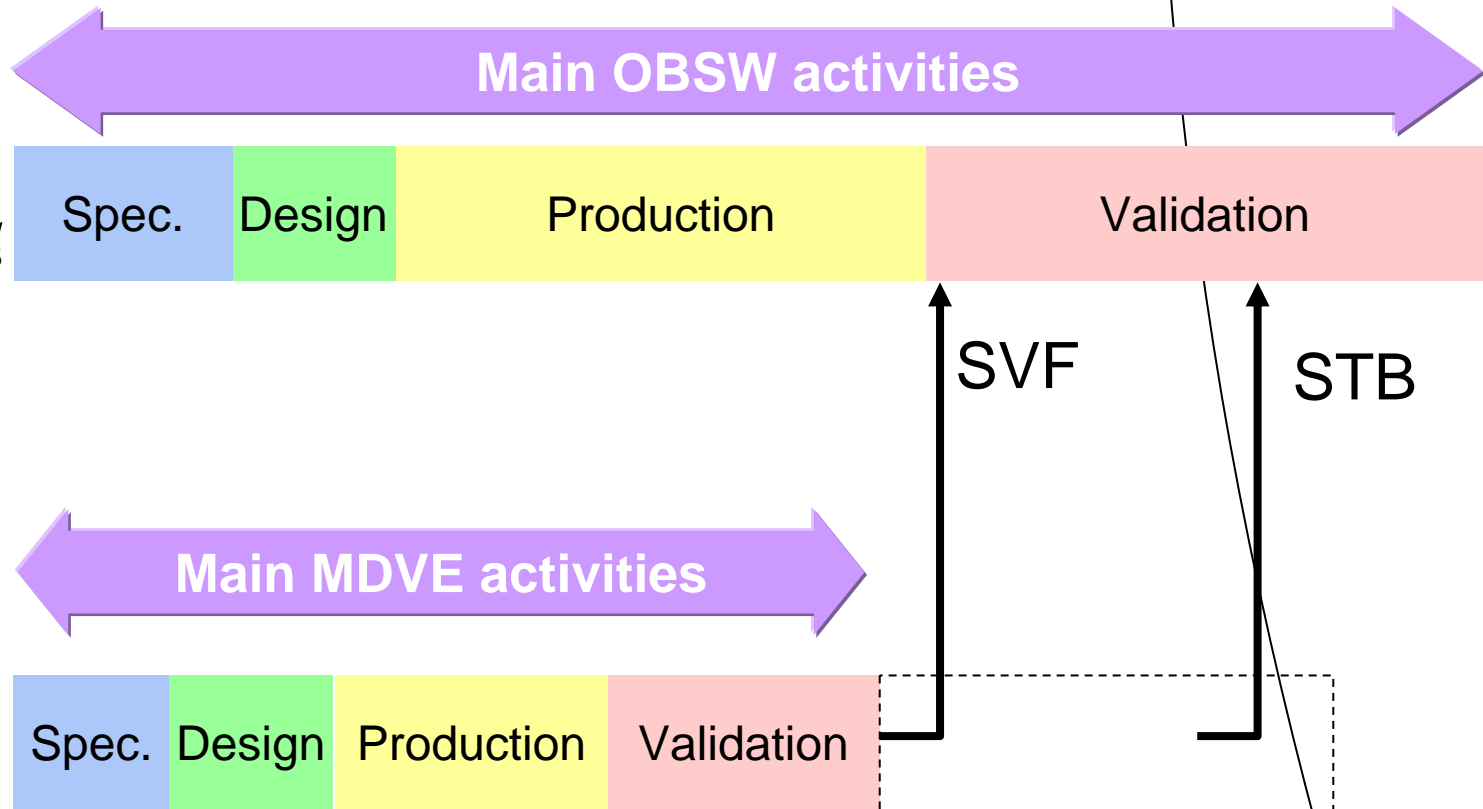 Main OBSW activities
Spec. Design Production Validation
SVF STB
Main MDVE activities
Spec. Design Production Validation